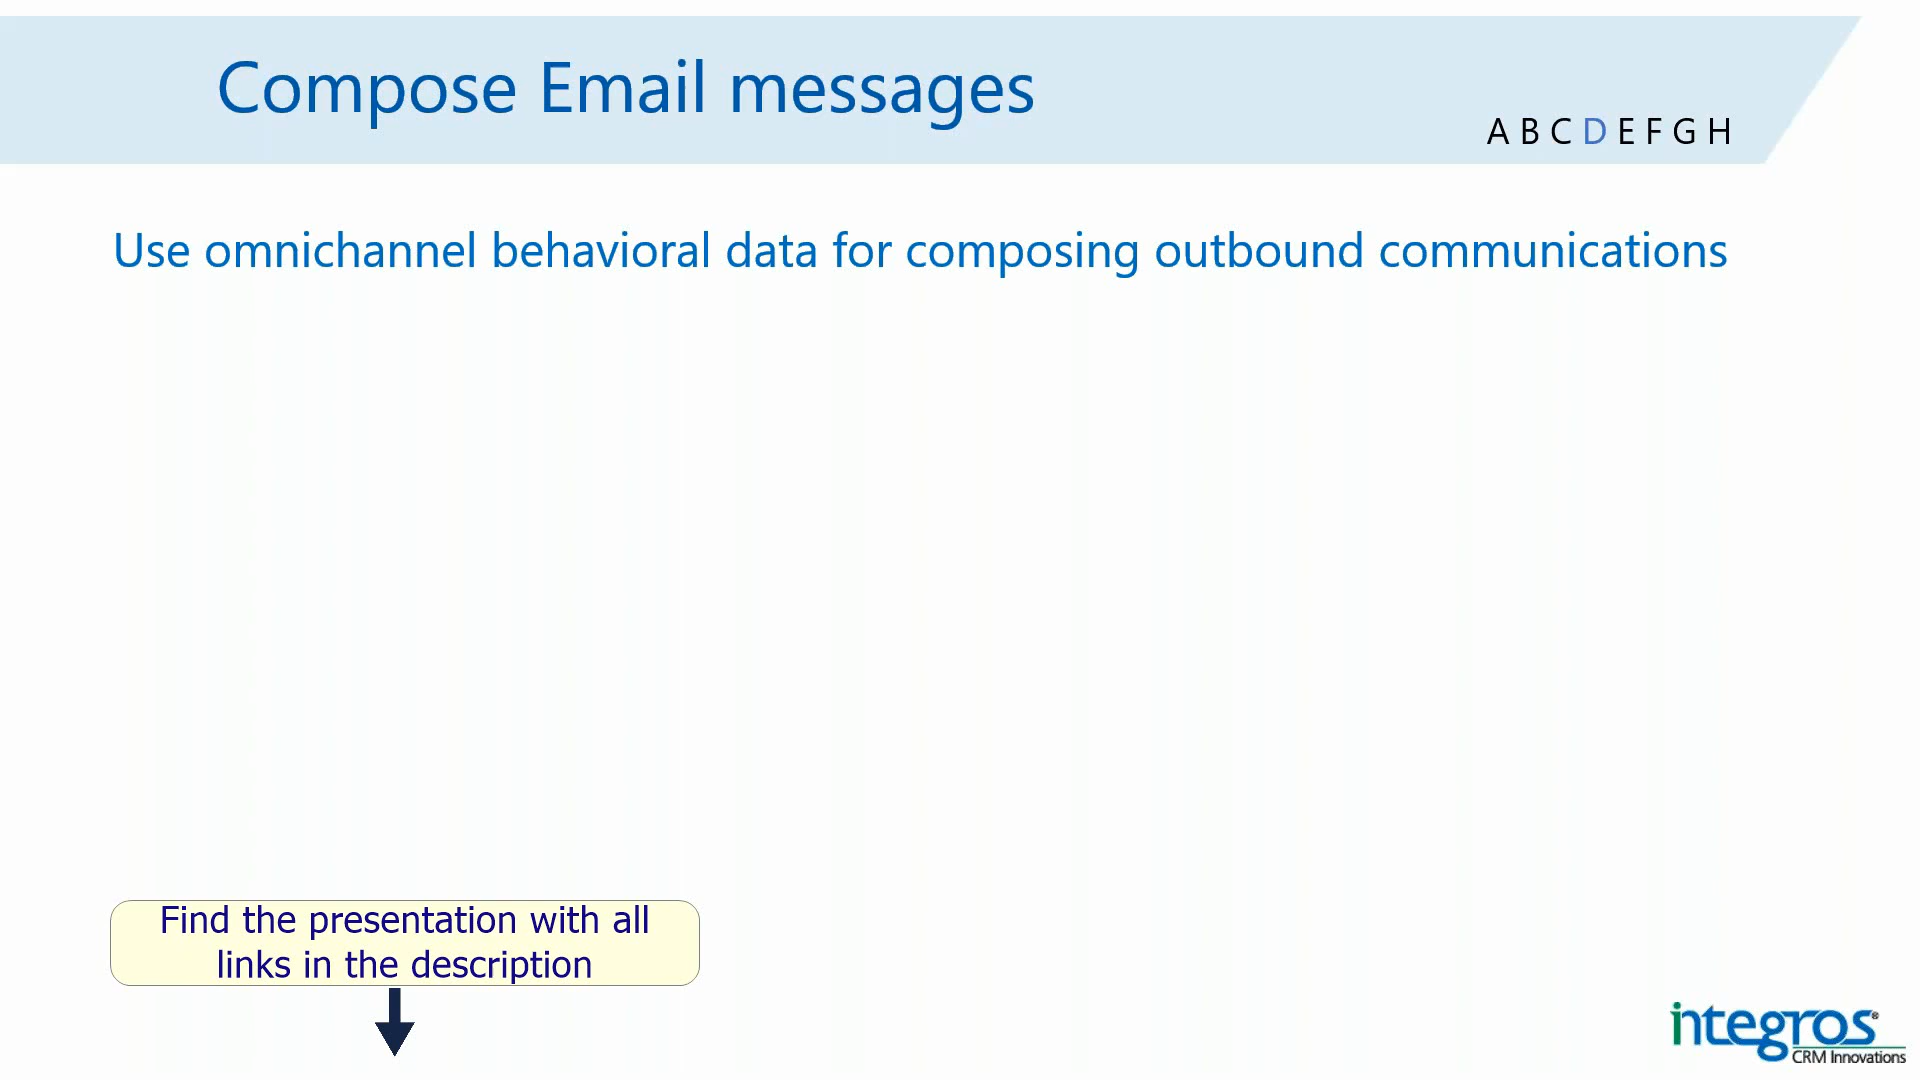 Compose Email messages
A B C D E F G H
Use omnichannel behavioral data for composing outbound communications
Find the presentation with all
links in the description
integros®
CRM Innovations